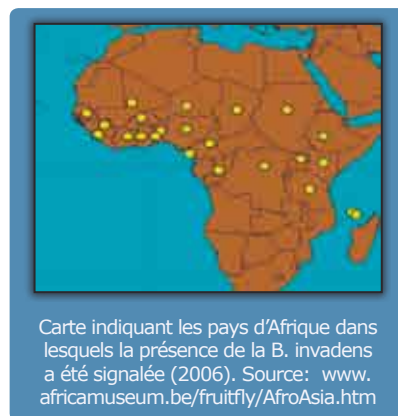 Carte indiquant les pays d’Afrique dans
lesquels la présence de la B. invadens
a été signalée (2006). Source: www.
africamuseum.be/fruitfly/AfroAsia.htm